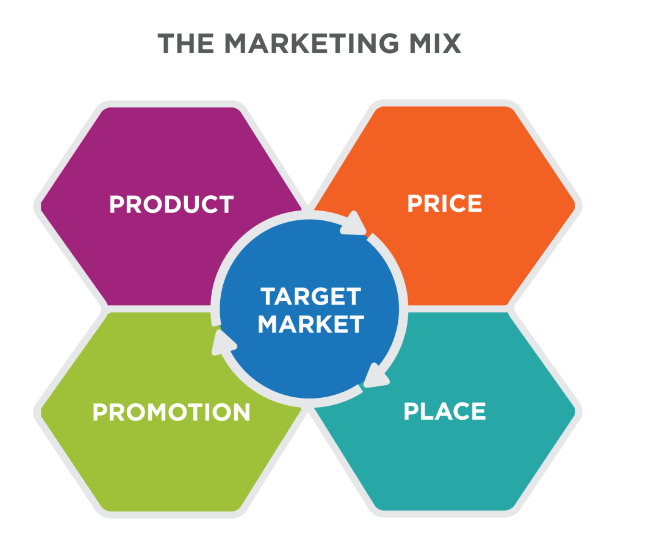 THE MARKETING MIX
PRODUCT
PRICE
TARGET
MARKET
PROMOTION
PLACE